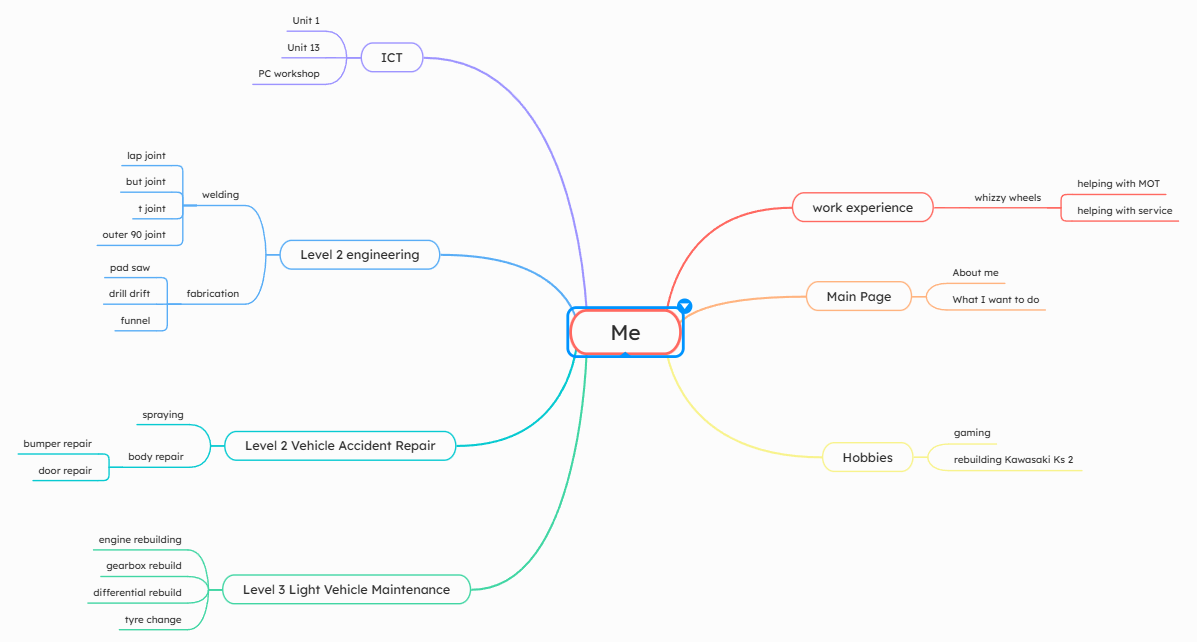 Unit 1
Unit 13
PC workshop
ICT
lap joint
but joint
t joint
outer 90 joint
welding
pad saw
drill drift
funnel
fabrication
Level 2 engineering
spraying
bumper repair
door repair
body repair
Level 2 Vehicle Accident Repair
engine rebuilding
gearbox rebuild
differential rebuild
tyre change
Level 3 Light Vehicle Maintenance
Me
work experience
whizzy wheels
helping with MOT
helping with service
Main Page
About me
What I want to do
Hobbies
gaming
rebuilding Kawasaki Ks 2